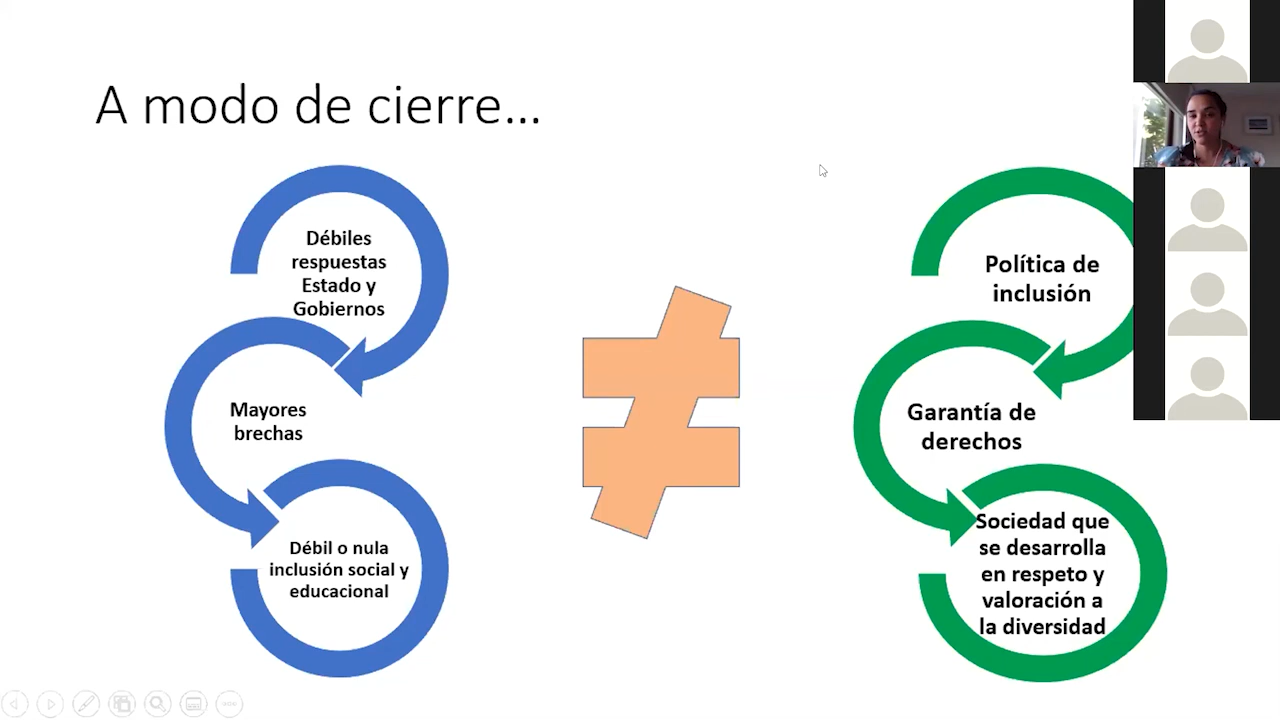 A modo de cierre...
Débiles
respuestas
Estado y
Gobiernos
Mayores
brechas
Débil o nula
inclusión social y
educacional
Política de
inclusión
Garantía de
derechos
Sociedad que
se desarrolla
en respeto y
valoración a
la diversidad